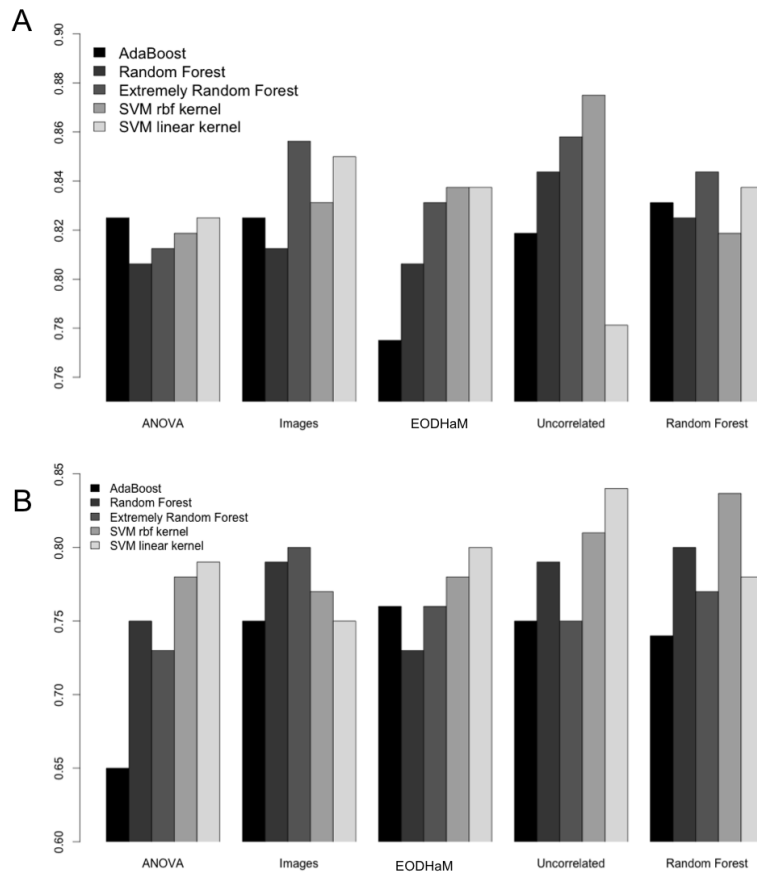 A
0.90
0.88
0.86
0.84
0.82
0.80
0.78
0.76
AdaBoost
Random Forest
Extremely Random Forest
SVM rbf kernel
SVM linear kernel
ANOVA Images EODHaM Uncorrelated Random Forest
B
0.85
0.80
0.75
0.70
0.65
0.60
AdaBoost
Random Forest
Extremely Random Forest
SVM rbf kernel
SVM linear kernel
ANOVA Images EODHaM Uncorrelated Random Forest